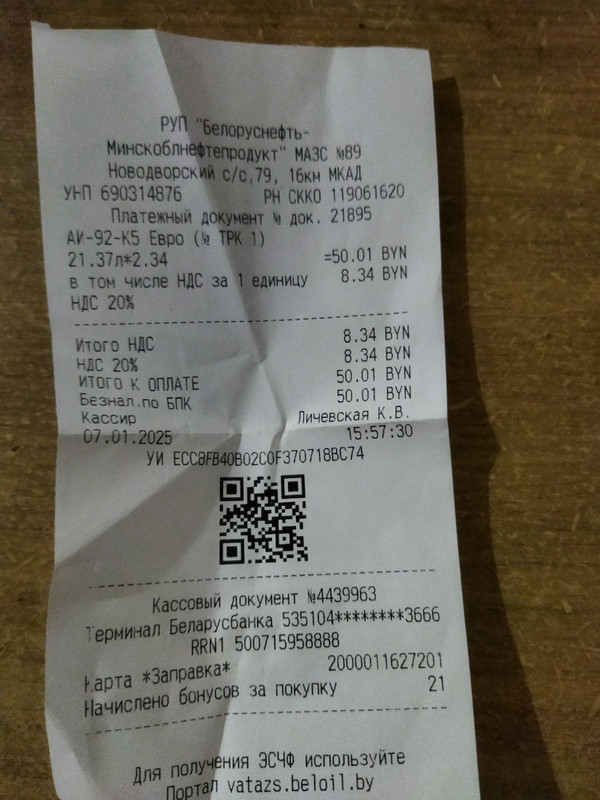 РУП "Белоруснефть-
Минскоблнефтепродукт" МАЗС №89
Новодворский с/с,79, 16км МКАД
УНП 690314876 РН СККО 119061620
Платежный документ № док. 21895
АИ-92-К5 Евро (№ ТРК 1)
21.37л*2.34 =50.01 BYN
в том числе НДС за 1 единицу 8.34 BYN
НДС 20%
Итого НДС 8.34 BYN
НДС 20% 8.34 BYN
ИТОГО К ОПЛАТЕ 50.01 BYN
Безнал.по БПК 50.01 BYN
Кассир Личевская К.В.
07.01.2025 15:57:30
УИ ECC8FB40B02C0F370718BC74
Кассовый документ №4439963
Терминал Беларусбанка 535104********3666
RRN1 500715958888
Карта *Заправка* 2000011627201
Начислено бонусов за покупку 21
Для получения ЭСЧФ используйте
Портал vatazs.beloil.by